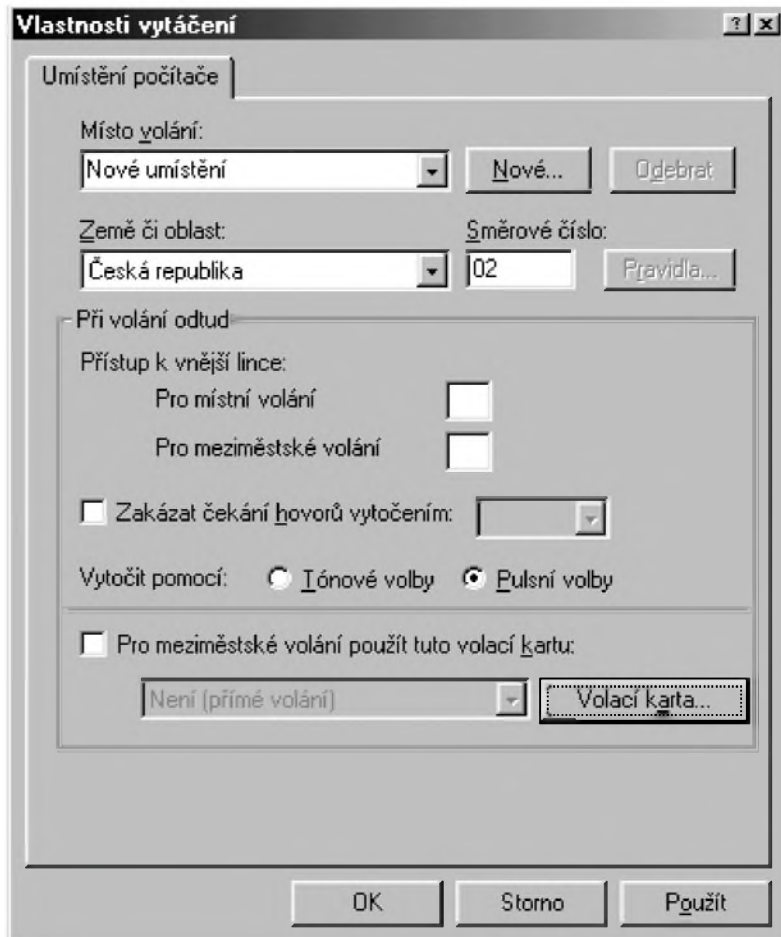 Vlastnosti vytáčení
Umístění počítače
Místo volání:
Nové umístění
Nové...
Odebrat
Země či oblast:
Směrové číslo:
Česká republika
02
Pravidla...
Při volání odtud
Přístup k vnější lince:
Pro místní volání
Pro meziměstské volání
Zakázat čekání hovorů vytočením:
Vytočit pomocí:
Tónové volby
Pulsní volby
Pro meziměstské volání použít tuto volací kartu:
Není (přímé volání)
Volací karta...
OK
Storno
Použít